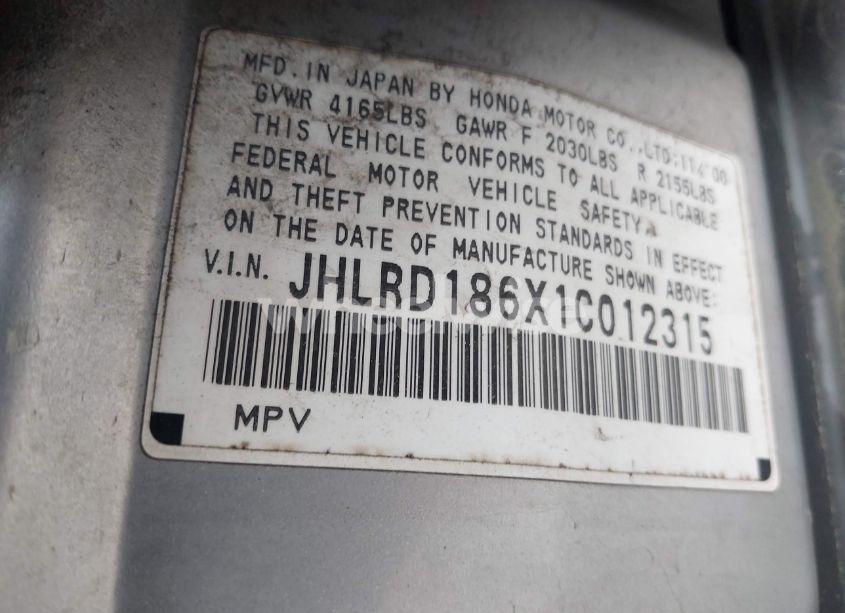 MFD. IN JAPAN BY HONDA MOTOR CO., LTD; 11/00
GVWR 4165LBS GAWR F 2030LBS R 2155LBS
THIS VEHICLE CONFORMS TO ALL APPLICABLE
FEDERAL MOTOR VEHICLE SAFETY,
AND THEFT PREVENTION STANDARDS IN EFFECT
ON THE DATE OF MANUFACTURE SHOWN ABOVE:
V.I.N. JHLRD186X1C012315
MPV